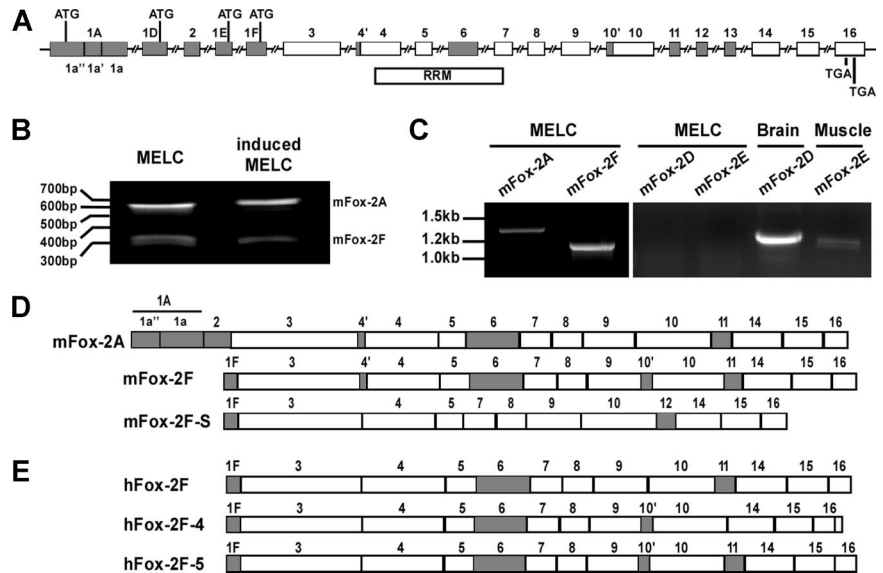 A
ATG ATG ATG ATG
1A 1D 2 1E 1F 3 4' 4 5 6 7 8 9 10' 10 11 12 13 14 15 16
1a'' 1a' 1a
RRM
TGA
TGA
B
MELC induced MELC
700bp
600bp
500bp
400bp
300bp
mFox-2A
mFox-2F
C
MELC MELC Brain Muscle
mFox-2A mFox-2F mFox-2D mFox-2E mFox-2D mFox-2E
1.5kb
1.2kb
1.0kb
D
1A
1a'' 1a 2 3 4' 4 5 6 7 8 9 10 11 14 15 16
mFox-2A
1F 3 4' 4 5 6 7 8 9 10' 10 11 14 15 16
mFox-2F
1F 3 4 5 7 8 9 10 12 14 15 16
mFox-2F-S
E
1F 3 4 5 6 7 8 9 10 11 14 15 16
hFox-2F
1F 3 4 5 6 7 8 9 10' 10 14 15 16
hFox-2F-4
1F 3 4 5 6 7 8 9 10' 10 11 14 15 16
hFox-2F-5